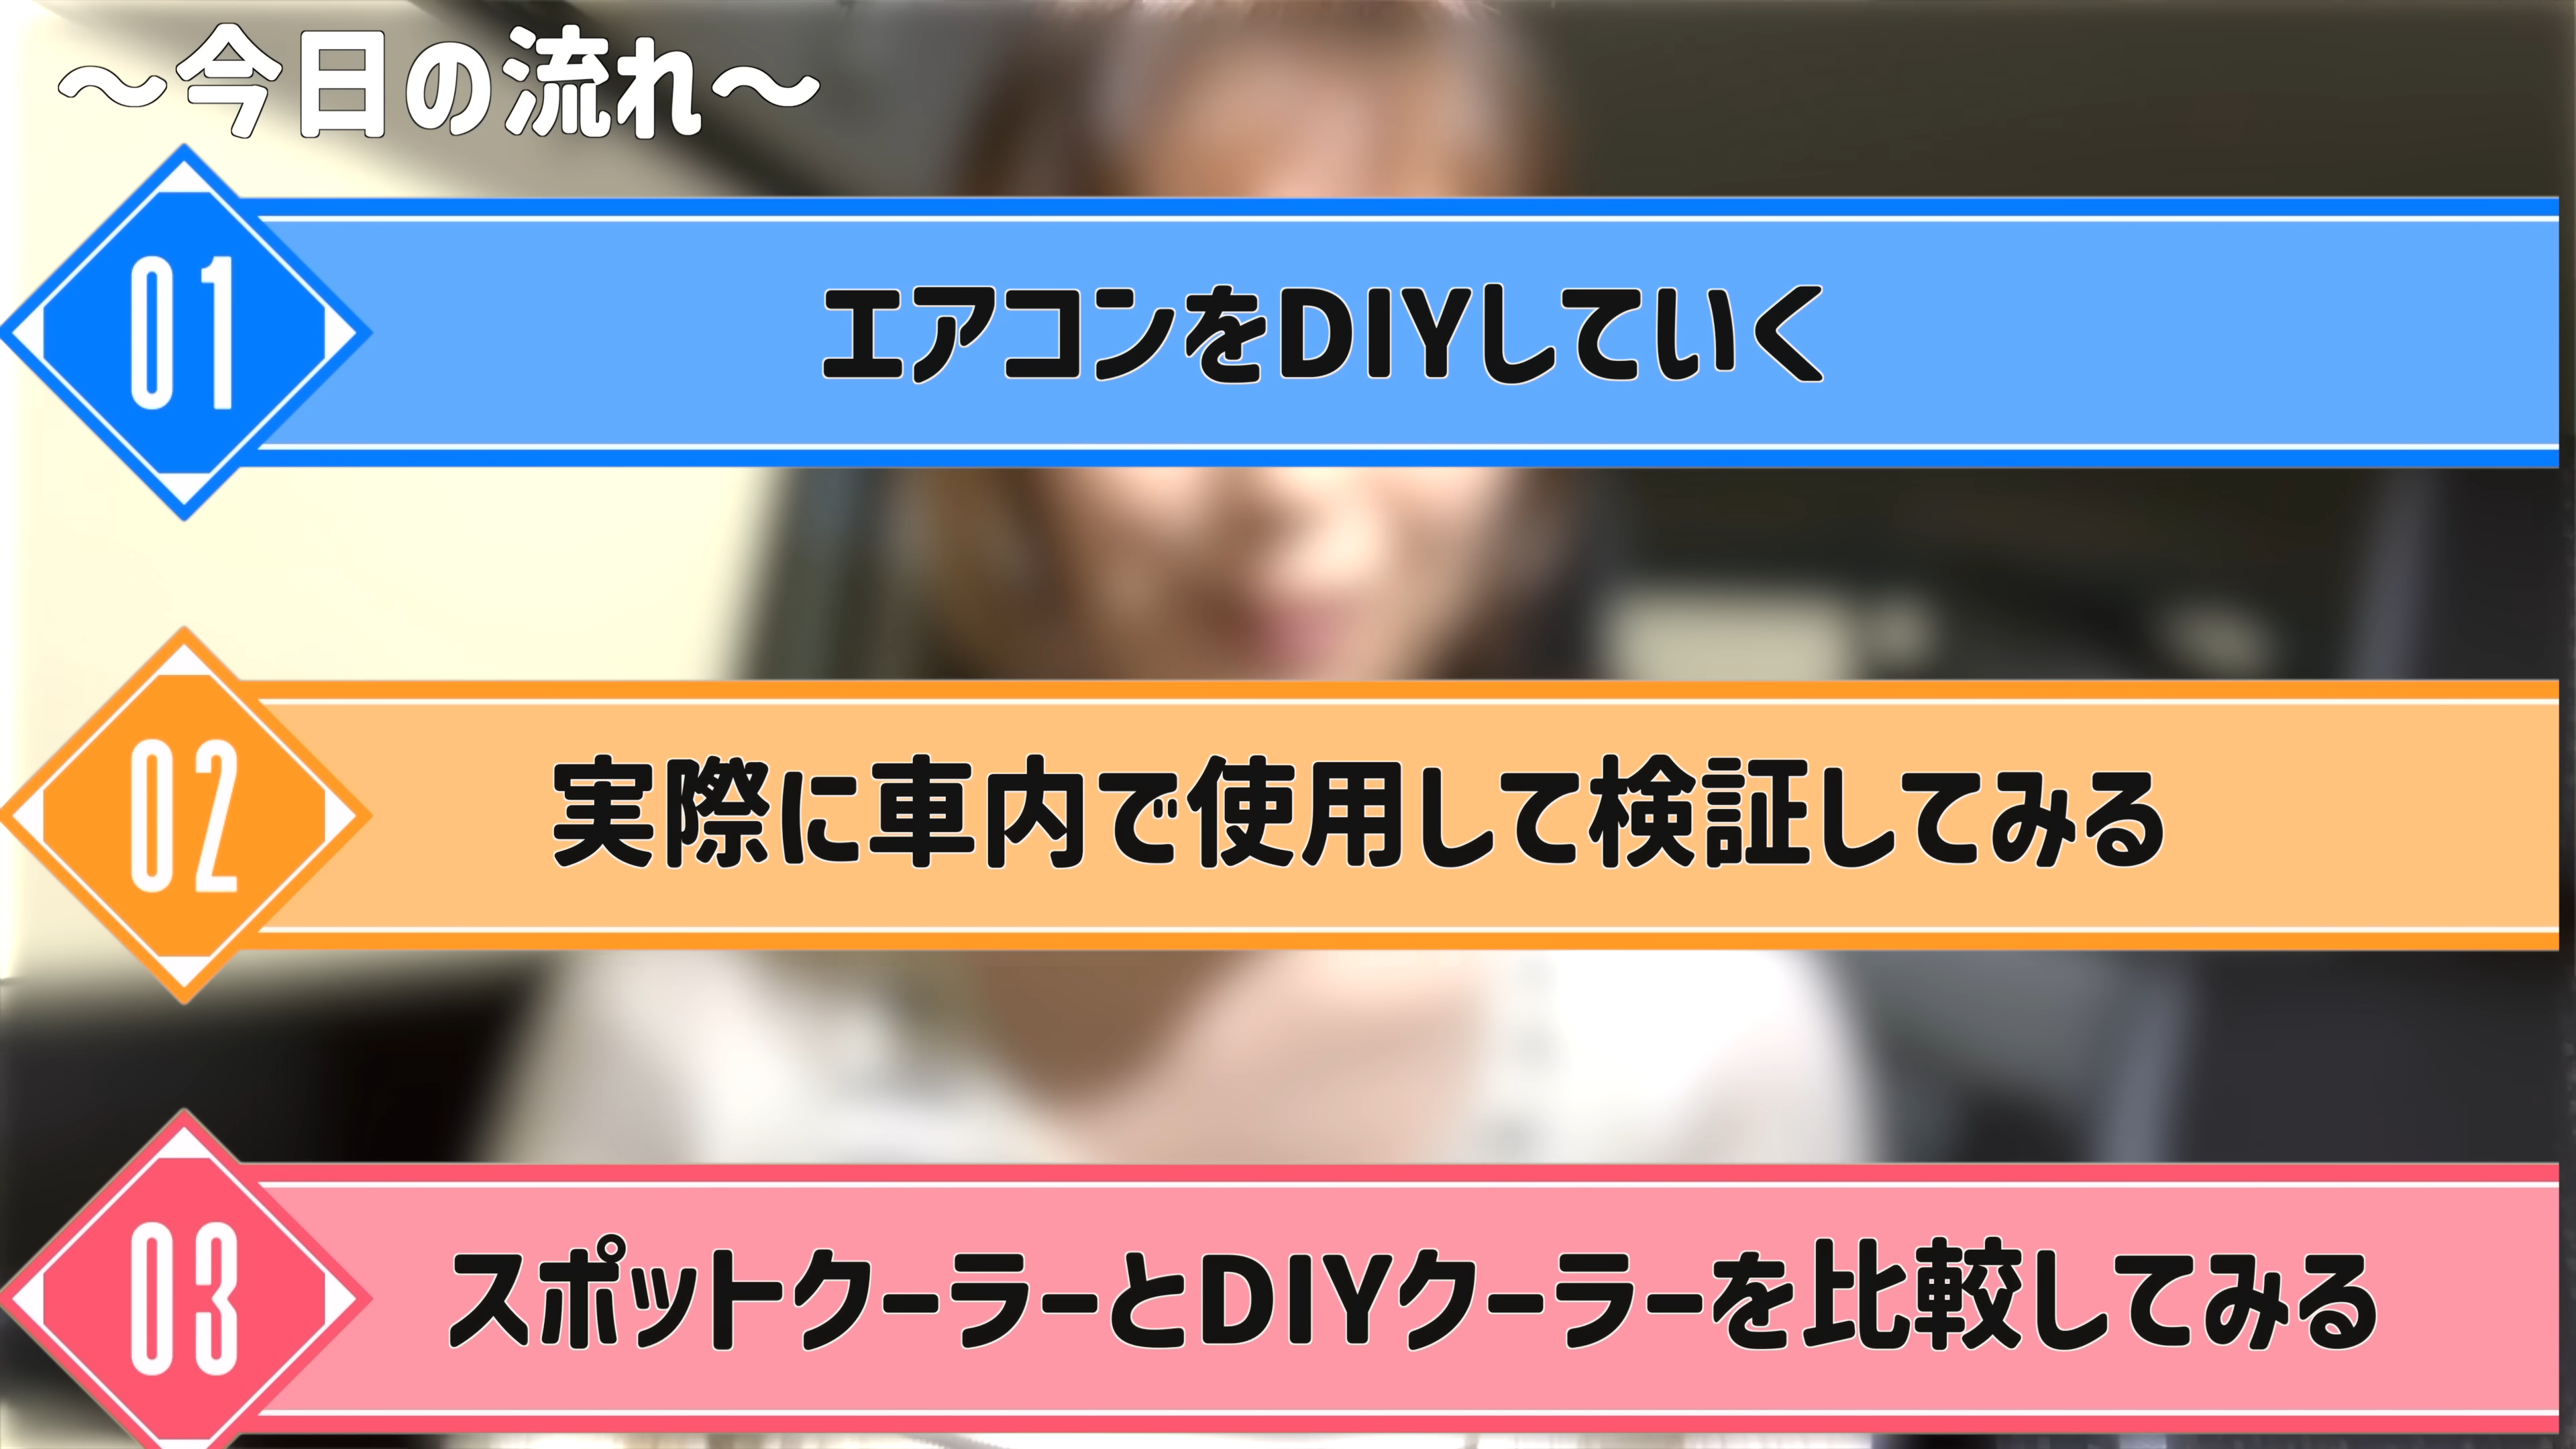 ～今日の流れ～
01
エアコンをDIYしていく
02
実際に車内で使用して検証してみる
03
スポットクーラーとDIYクーラーを比較してみる